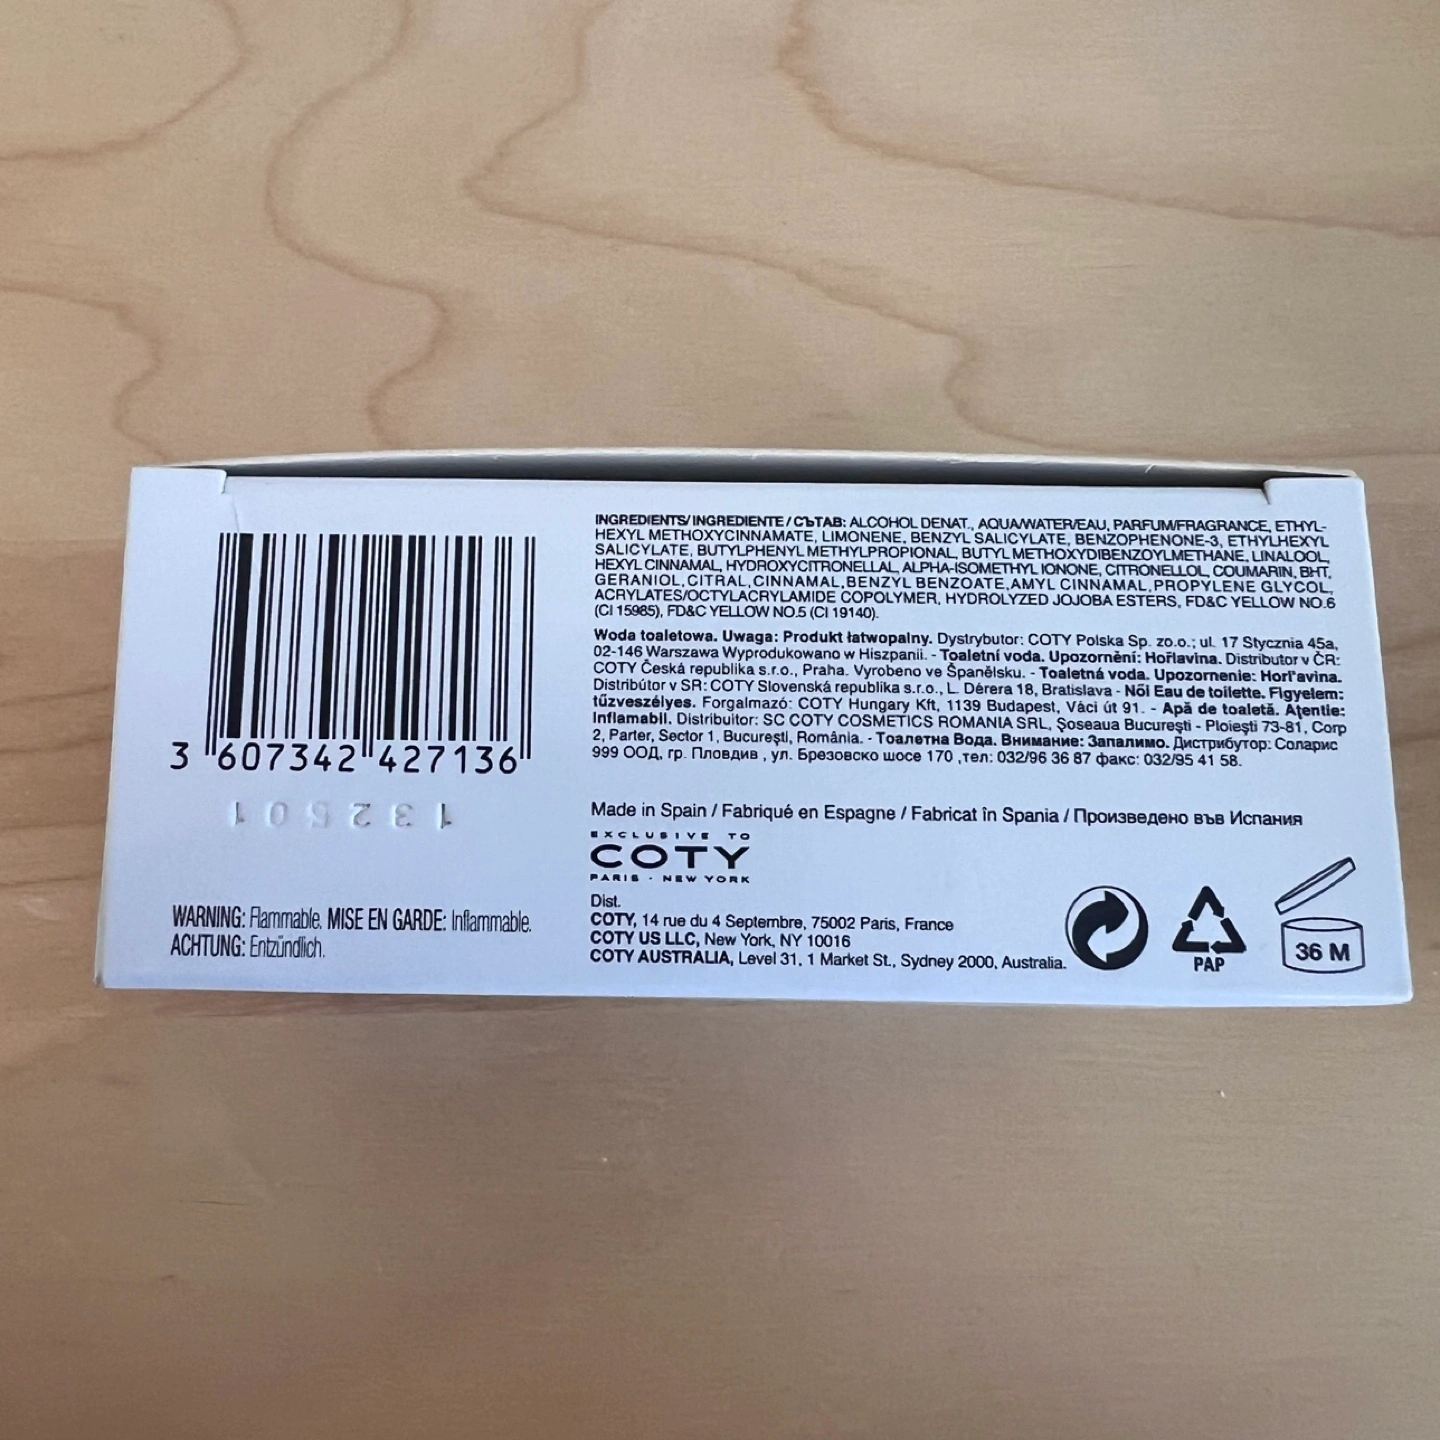 INGREDIENTS/ INGREDIENTE / СЪТАВ: ALCOHOL DENAT., AQUA/WATER/EAU, PARFUM/FRAGRANCE, ETHYL-
HEXYL METHOXYCINNAMATE, LIMONENE, BENZYL SALICYLATE, BENZOPHENONE-3, ETHYLHEXYL
SALICYLATE, BUTYLPHENYL METHYLPROPIONAL, BUTYL METHOXYDIBENZOYLMETHANE, LINALOOL,
HEXYL CINNAMAL, HYDROXYCITRONELLAL, ALPHA-ISOMETHYL IONONE, CITRONELLOL, COUMARIN, BHT,
GERANIOL, CITRAL, CINNAMAL, BENZYL BENZOATE, AMYL CINNAMAL, PROPYLENE GLYCOL,
ACRYLATES/OCTYLACRYLAMIDE COPOLYMER, HYDROLYZED JOJOBA ESTERS, FD&C YELLOW NO.6
(CI 15985), FD&C YELLOW NO.5 (CI 19140).
Woda toaletowa. Uwaga: Produkt łatwopalny. Dystrybutor: COTY Polska Sp. zo.o.; ul. 17 Stycznia 45a,
02-146 Warszawa Wyprodukowano w Hiszpanii. - Toaletní voda. Upozornění: Hořlavina. Distributor v ČR:
COTY Česká republika s.r.o., Praha. Vyrobeno ve Španělsku. - Toaletná voda. Upozornenie: Horľavina.
Distribútor v SR: COTY Slovenská republika s.r.o., L. Dérera 18, Bratislava - Női Eau de toilette. Figyelem:
tűzveszélyes. Forgalmazó: COTY Hungary Kft, 1139 Budapest, Váci út 91. - Apă de toaletă. Atenţie:
Inflamabil. Distribuitor: SC COTY COSMETICS ROMANIA SRL, Şoseaua Bucureşti - Ploieşti 73-81, Corp
2, Parter, Sector 1, Bucureşti, România. - Тоалетна Вода. Внимание: Запалимо. Дистрибутор: Соларис
999 ООД, гр. Пловдив , ул. Брезовско шосе 170 ,тел: 032/96 36 87 факс: 032/95 41 58.
3 607342 427136
132501
Made in Spain / Fabriqué en Espagne / Fabricat în Spania / Произведено във Испания
EXCLUSIVE TO
COTY
PARIS · NEW YORK
WARNING: Flammable. MISE EN GARDE: Inflammable.
ACHTUNG: Entzündlich.
Dist.
COTY, 14 rue du 4 Septembre, 75002 Paris, France
COTY US LLC, New York, NY 10016
COTY AUSTRALIA, Level 31, 1 Market St., Sydney 2000, Australia.
PAP
36 M